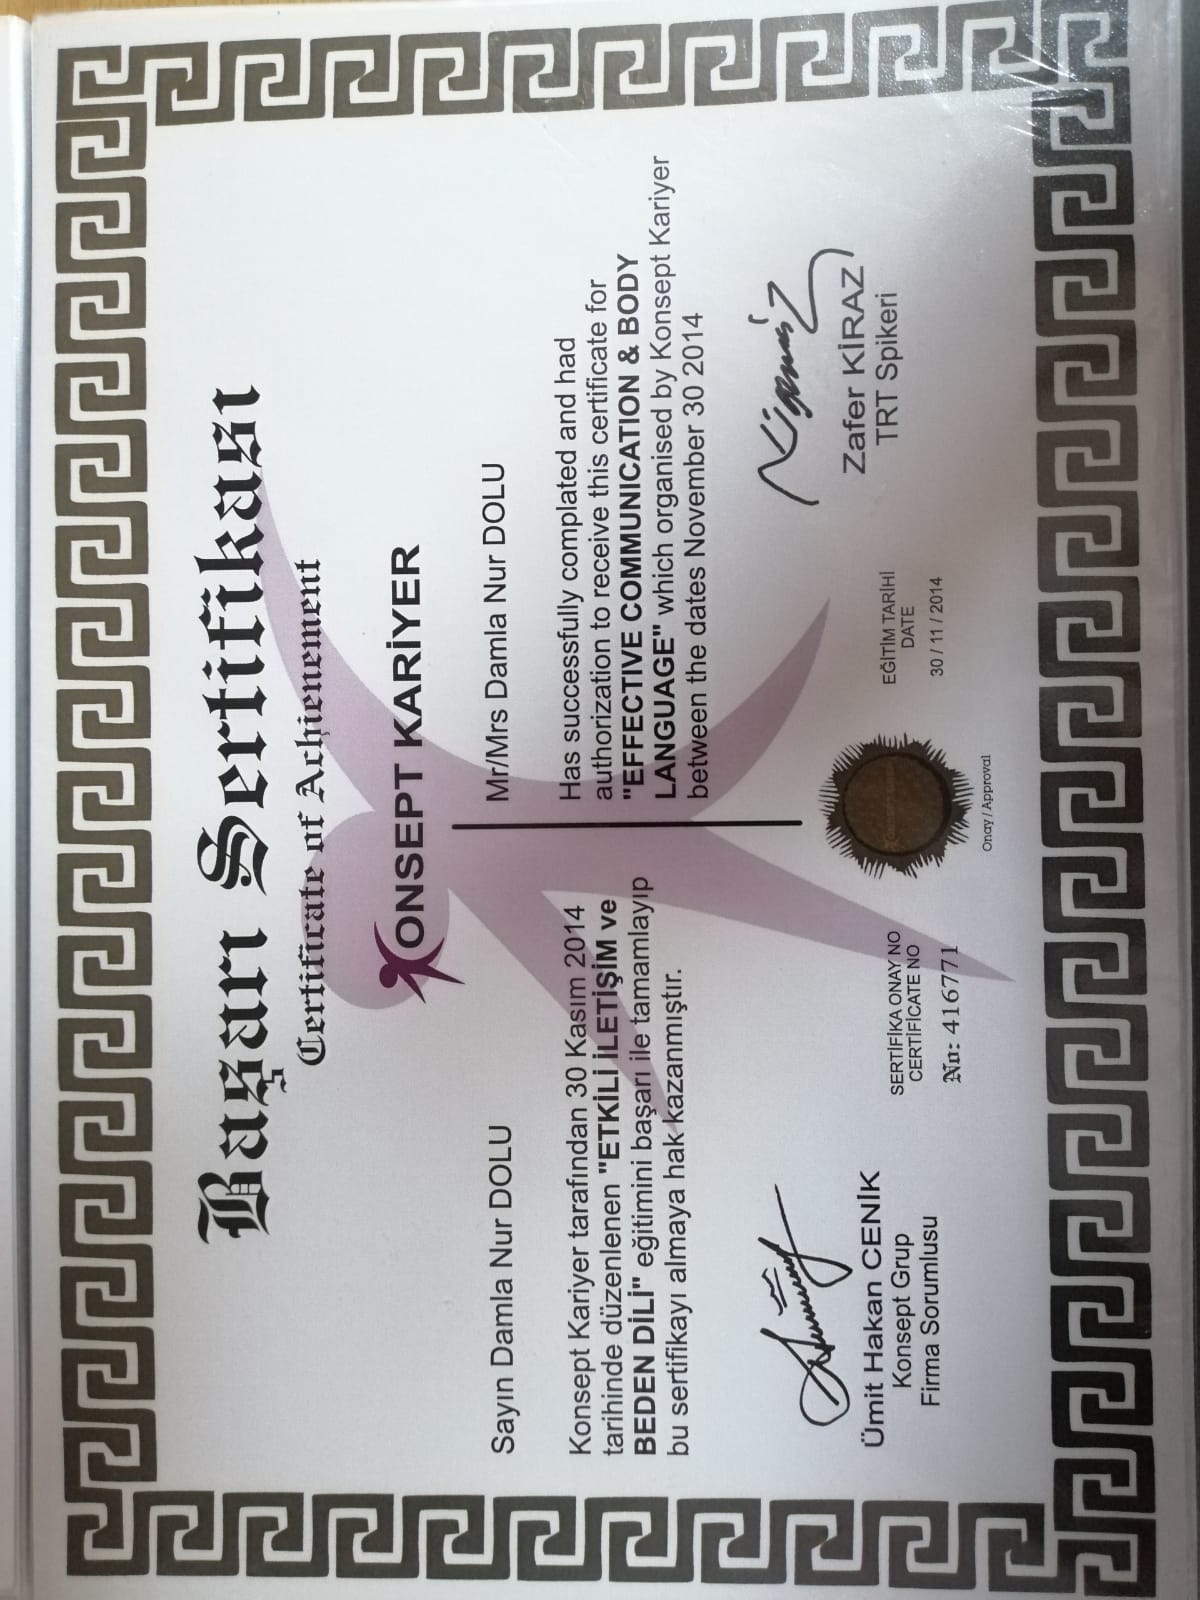 Başarı Sertifikası
Certificate of Achienement
KONSEPT KARİYER
Sayın Damla Nur DOLU
Konsept Kariyer tarafından 30 Kasım 2014
tarihinde düzenlenen "ETKİLİ İLETİŞİM ve
BEDEN DİLİ" eğitimini başarı ile tamamlayıp
bu sertifikayı almaya hak kazanmıştır.
Mr/Mrs Damla Nur DOLU
Has successfully complated and had
authorization to receive this certificate for
"EFFECTIVE COMMUNICATION & BODY
LANGUAGE" which organised by Konsept Kariyer
between the dates November 30 2014
Ümit Hakan CENİK
Konsept Grup
Firma Sorumlusu
SERTİFİKA ONAY NO
CERTİFİCATE NO
No: 416771
Onay / Approval
EĞİTİM TARİHİ
DATE
30 / 11 / 2014
Zafer KİRAZ
TRT Spikeri